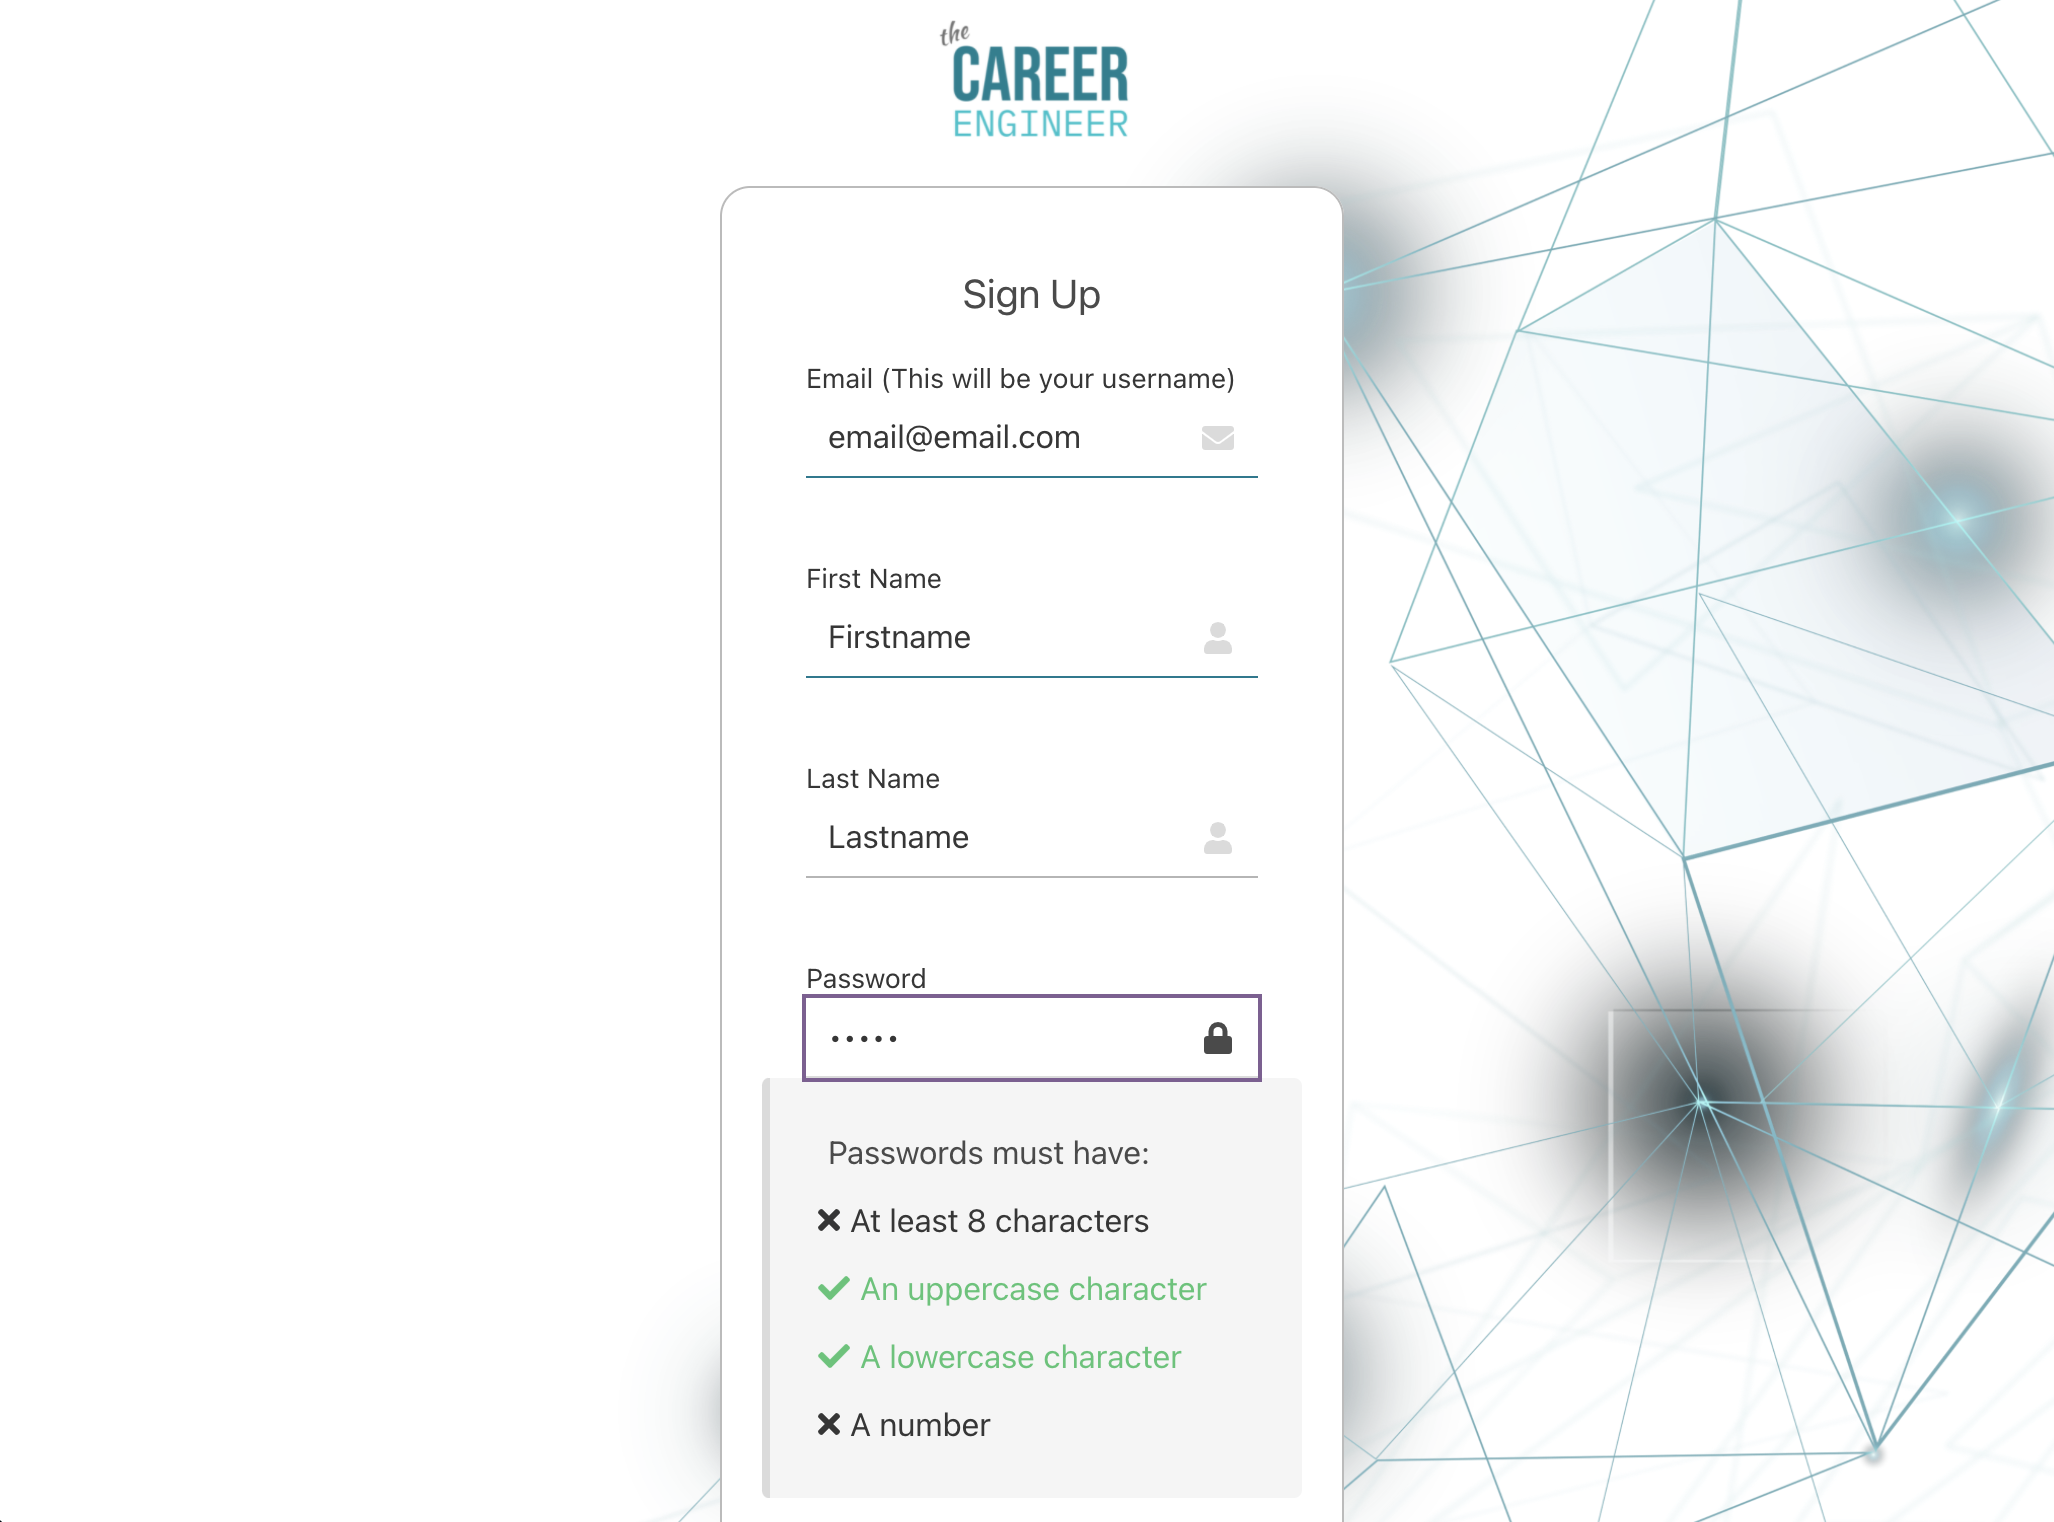 the
CAREER
ENGINEER
Sign Up
Email (This will be your username)
email@email.com
First Name
Firstname
Last Name
Lastname
Password
•••••
Passwords must have:
At least 8 characters
An uppercase character
A lowercase character
A number